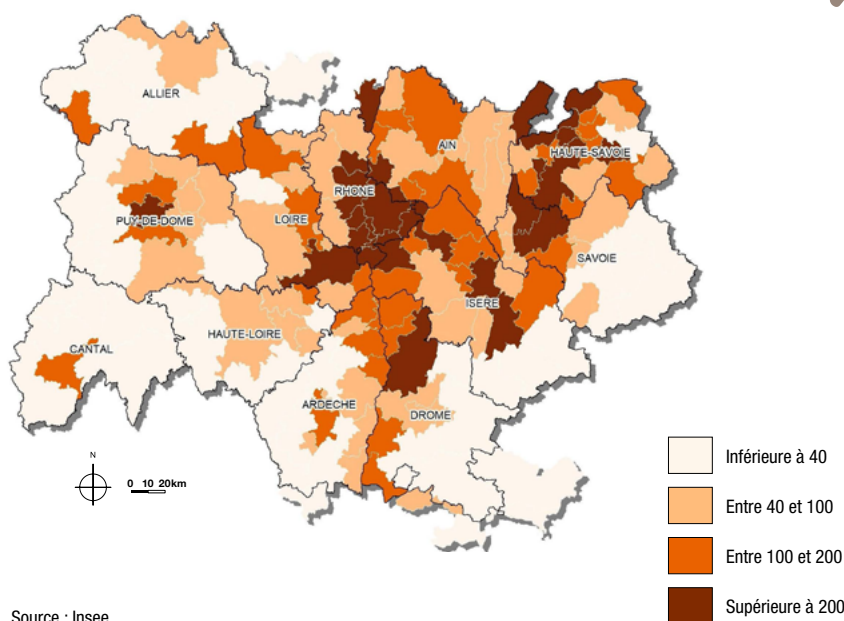 ALLIER
AIN
HAUTE-SAVOIE
RHONE
PUY-DE-DOME
LOIRE
SAVOIE
ISERE
HAUTE-LOIRE
CANTAL
ARDECHE
DROME
N
0 10 20km
Inférieure à 40
Entre 40 et 100
Entre 100 et 200
Supérieure à 200
Source : Insee